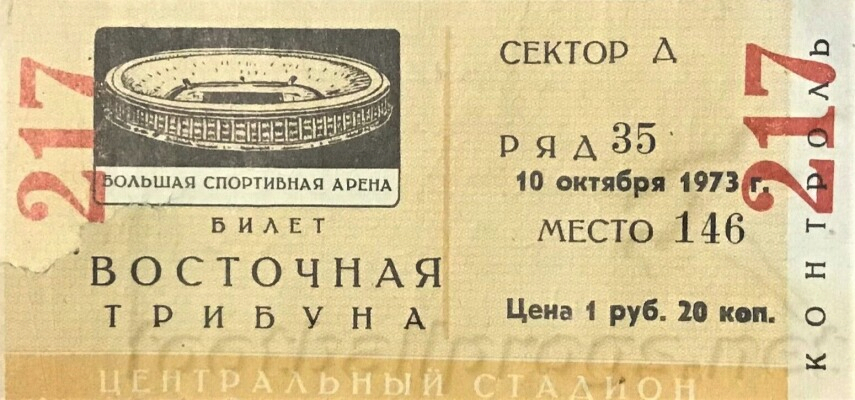 217
БОЛЬШАЯ СПОРТИВНАЯ АРЕНА
БИЛЕТ
ВОСТОЧНАЯ
ТРИБУНА
СЕКТОР Д
РЯД 35
10 октября 1973 г.
МЕСТО 146
Цена 1 руб. 20 коп.
217
КОНТРОЛЬ
ЦЕНТРАЛЬНЫЙ СТАДИОН